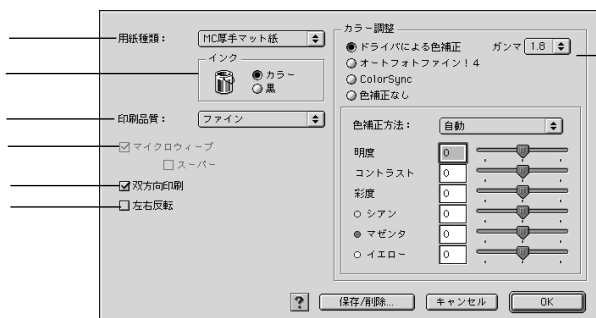 用紙種類： MC厚手マット紙
インク
カラー
黒
印刷品質： ファイン
マイクロウィーブ
スーパー
双方向印刷
左右反転
カラー調整
ドライバによる色補正 ガンマ 1.8
オートフォトファイン！4
ColorSync
色補正なし
色補正方法： 自動
明度 0
コントラスト 0
彩度 0
シアン 0
マゼンタ 0
イエロー 0
? 保存/削除... キャンセル OK